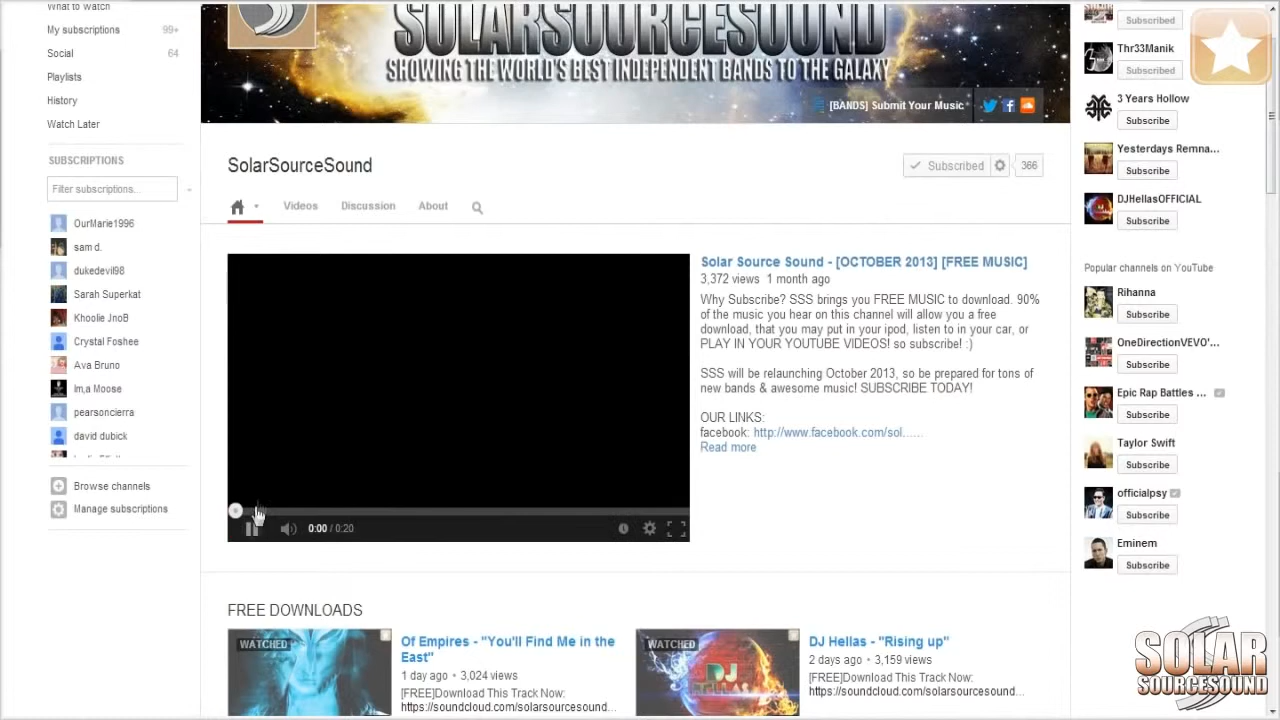 What to watch
My subscriptions 99+
Social 64
Playlists
History
Watch Later
SUBSCRIPTIONS
Filter subscriptions...
OurMarie1996
sam d.
dukedevil98
Sarah Superkat
Khoolie JnoB
Crystal Foshee
Ava Bruno
Im,a Moose
pearsoncierra
david dubick
Browse channels
Manage subscriptions
SOLARSOURCESOUND
SHOWING THE WORLD'S BEST INDEPENDENT BANDS TO THE GALAXY
[BANDS] Submit Your Music
SolarSourceSound
Subscribed 366
Videos Discussion About
0:00 / 0:20
Solar Source Sound - [OCTOBER 2013] [FREE MUSIC]
3,372 views 1 month ago
Why Subscribe? SSS brings you FREE MUSIC to download. 90%
of the music you hear on this channel will allow you a free
download, that you may put in your ipod, listen to in your car, or
PLAY IN YOUR YOUTUBE VIDEOS! so subscribe! :)
SSS will be relaunching October 2013, so be prepared for tons of
new bands & awesome music! SUBSCRIBE TODAY!
OUR LINKS:
facebook: http://www.facebook.com/sol......
Read more
FREE DOWNLOADS
WATCHED
Of Empires - "You'll Find Me in the
East"
1 day ago • 3,024 views
[FREE]Download This Track Now:
https://soundcloud.com/solarsourcesound...
WATCHED
DJ HELLAS
DJ Hellas - "Rising up"
2 days ago • 3,159 views
[FREE]Download This Track Now:
https://soundcloud.com/solarsourcesound...
Subscribed
Thr33Manik
Subscribed
3 Years Hollow
Subscribe
Yesterdays Remna...
Subscribe
DJHellasOFFICIAL
Subscribe
Popular channels on YouTube
Rihanna
Subscribe
OneDirectionVEVO'...
Subscribe
Epic Rap Battles ...
Subscribe
Taylor Swift
Subscribe
officialpsy
Subscribe
Eminem
Subscribe
SOLAR
SOURCESOUND